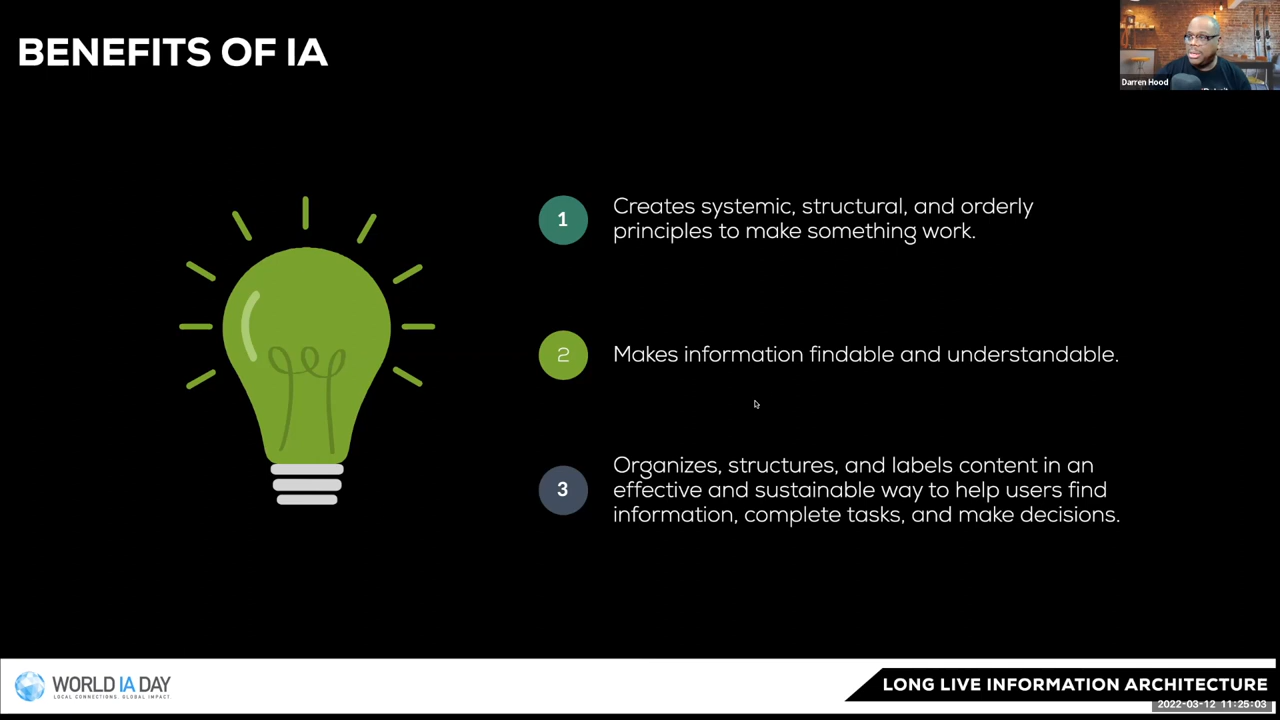 BENEFITS OF IA
Darren Hood
1
Creates systemic, structural, and orderly
principles to make something work.
2
Makes information findable and understandable.
3
Organizes, structures, and labels content in an
effective and sustainable way to help users find
information, complete tasks, and make decisions.
WORLD IA DAY
LOCAL CONNECTIONS. GLOBAL IMPACT.
LONG LIVE INFORMATION ARCHITECTURE
2022-03-12 11:25:03